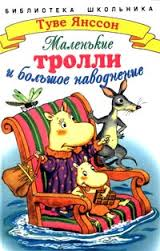 БИБЛИОТЕКА ШКОЛЬНИКА
Туве Янссон
Маленькие
ТРОЛЛИ
и большое наводнение